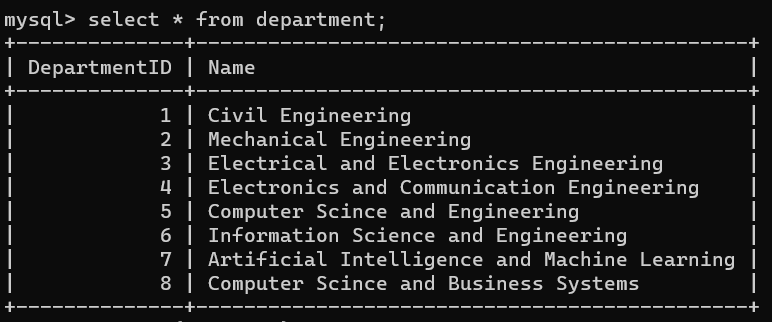 mysql> select * from department;
+--------------+----------------------------------------------+
| DepartmentID | Name                                         |
+--------------+----------------------------------------------+
|            1 | Civil Engineering                            |
|            2 | Mechanical Engineering                       |
|            3 | Electrical and Electronics Engineering       |
|            4 | Electronics and Communication Engineering    |
|            5 | Computer Scince and Engineering              |
|            6 | Information Science and Engineering          |
|            7 | Artificial Intelligence and Machine Learning |
|            8 | Computer Scince and Business Systems         |
+--------------+----------------------------------------------+